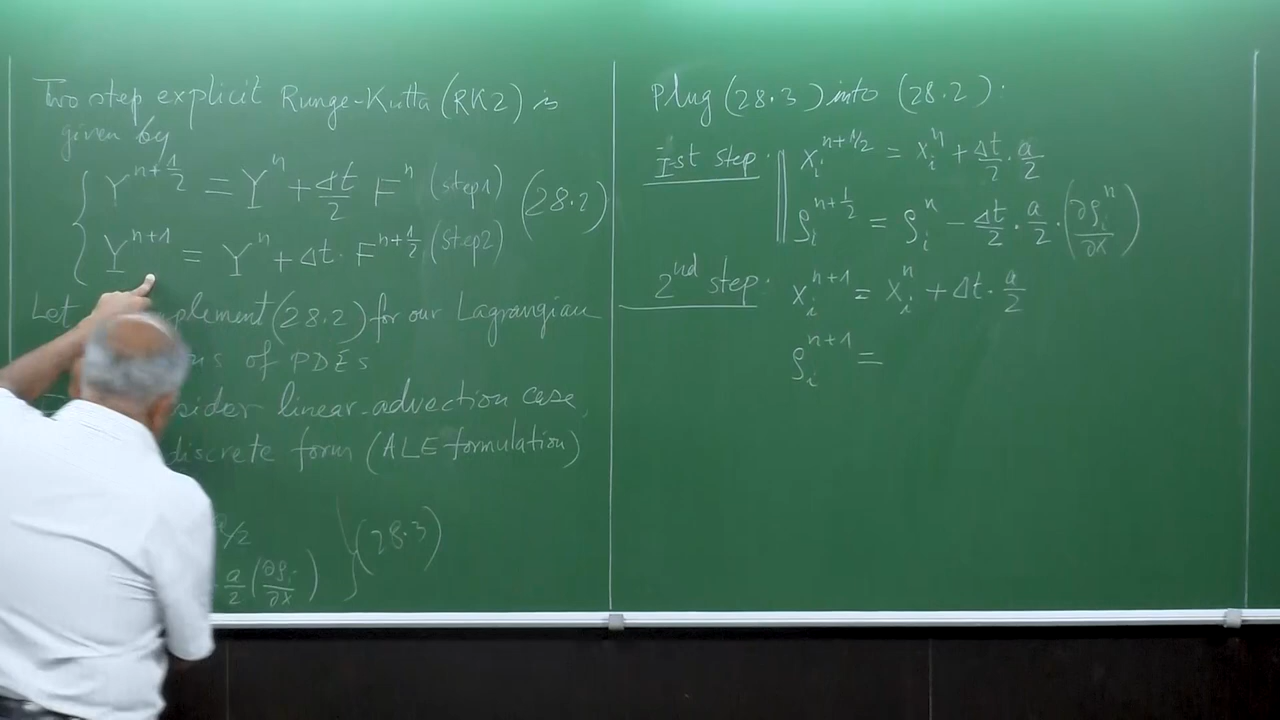 Two step explicit Runge-Kutta (RK2) is
given by
Y^{n+1/2} = Y^n + Δt/2 F^n (step1) (28.2)
Y^{n+1} = Y^n + Δt · F^{n+1/2} (step2)
Let plement (28.2) for our Lagrangian
of PDEs
sider linear-advection case,
discrete form (ALE formulation)
a/2 (28.3)
a/2 (∂ρ_i/∂x)
Plug (28.3) into (28.2):
I-st step: x_i^{n+1/2} = x_i^n + Δt/2 · a/2
ρ_i^{n+1/2} = ρ_i^n − Δt/2 · a/2 · (∂ρ_i^n/∂x)
2nd step: x_i^{n+1} = x_i^n + Δt · a/2
ρ_i^{n+1} =